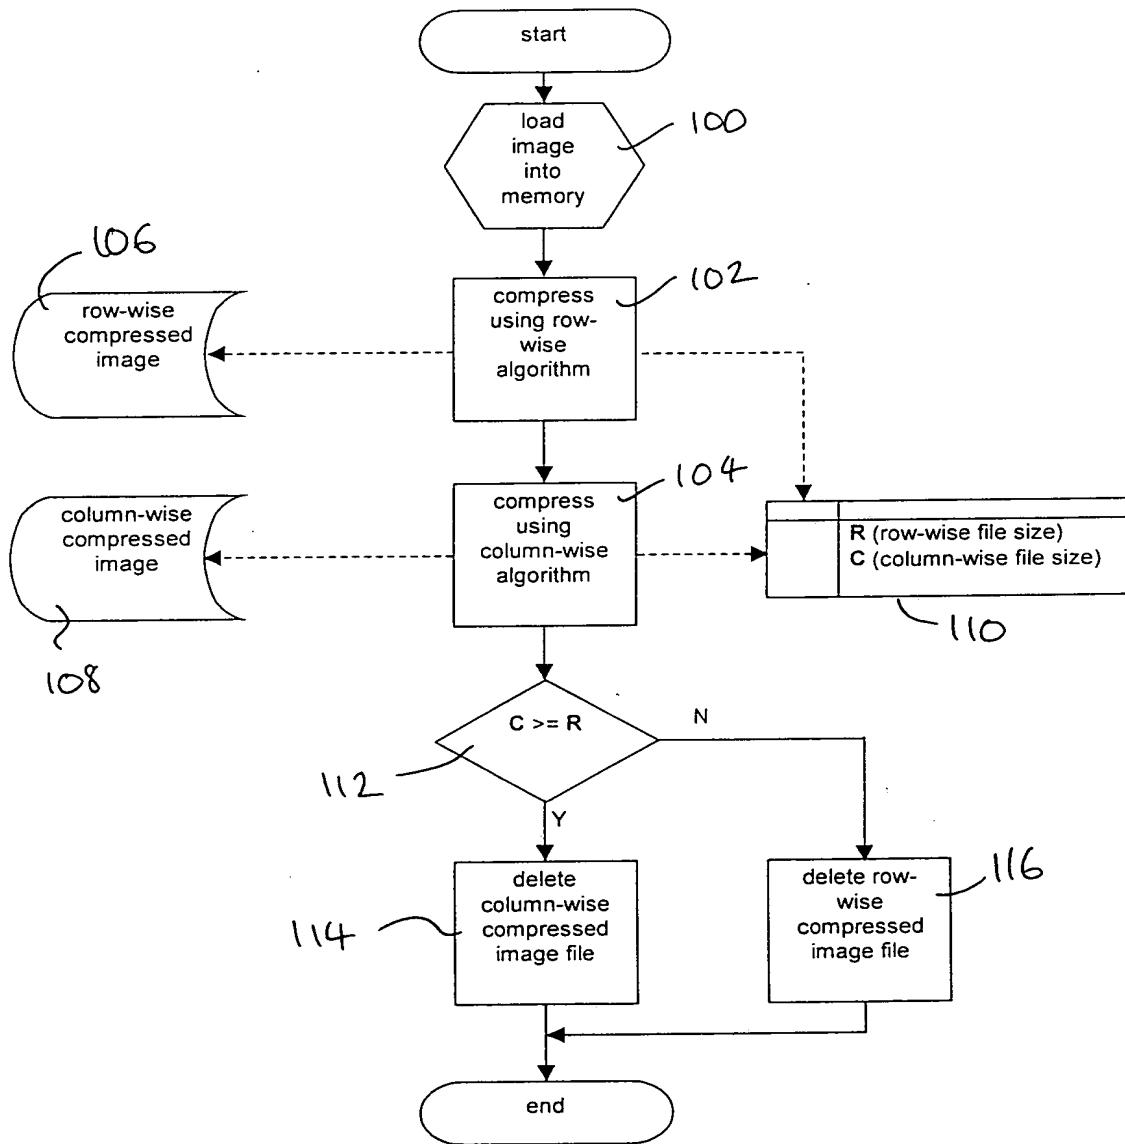 start
load
image
into
memory
100
106
row-wise
compressed
image
compress
using row-
wise
algorithm
102
column-wise
compressed
image
108
compress
using
column-wise
algorithm
104
R (row-wise file size)
C (column-wise file size)
110
C >= R
112
N
Y
delete
column-wise
compressed
image file
114
delete row-
wise
compressed
image file
116
end